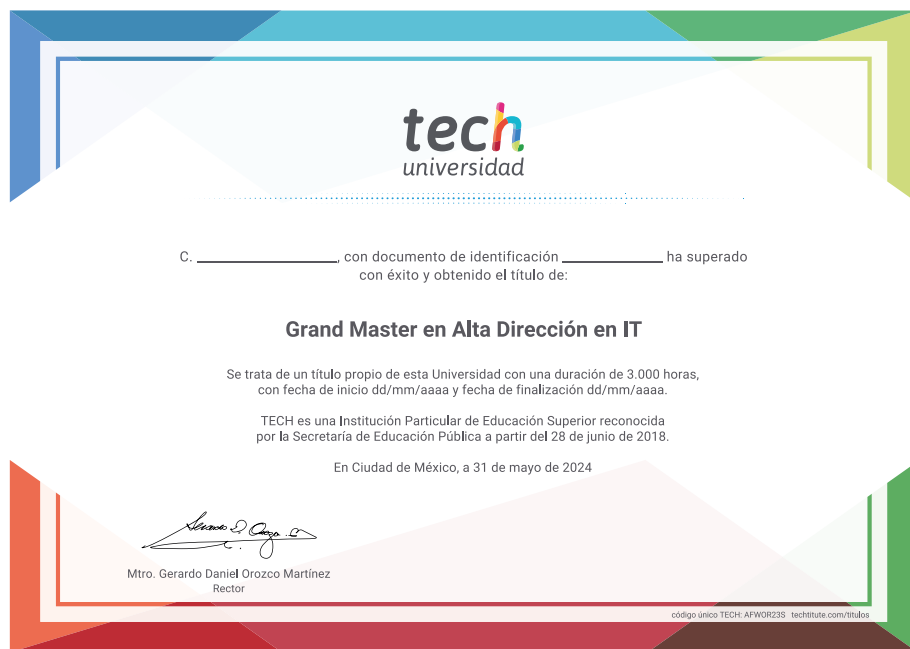 tech
universidad
C. ____________, con documento de identificación ____________ ha superado
con éxito y obtenido el título de:
Grand Master en Alta Dirección en IT
Se trata de un título propio de esta Universidad con una duración de 3.000 horas,
con fecha de inicio dd/mm/aaaa y fecha de finalización dd/mm/aaaa.
TECH es una Institución Particular de Educación Superior reconocida
por la Secretaría de Educación Pública a partir del 28 de junio de 2018.
En Ciudad de México, a 31 de mayo de 2024
Mtro. Gerardo Daniel Orozco Martínez
Rector
código único TECH: AFWOR23S techtitute.com/titulos